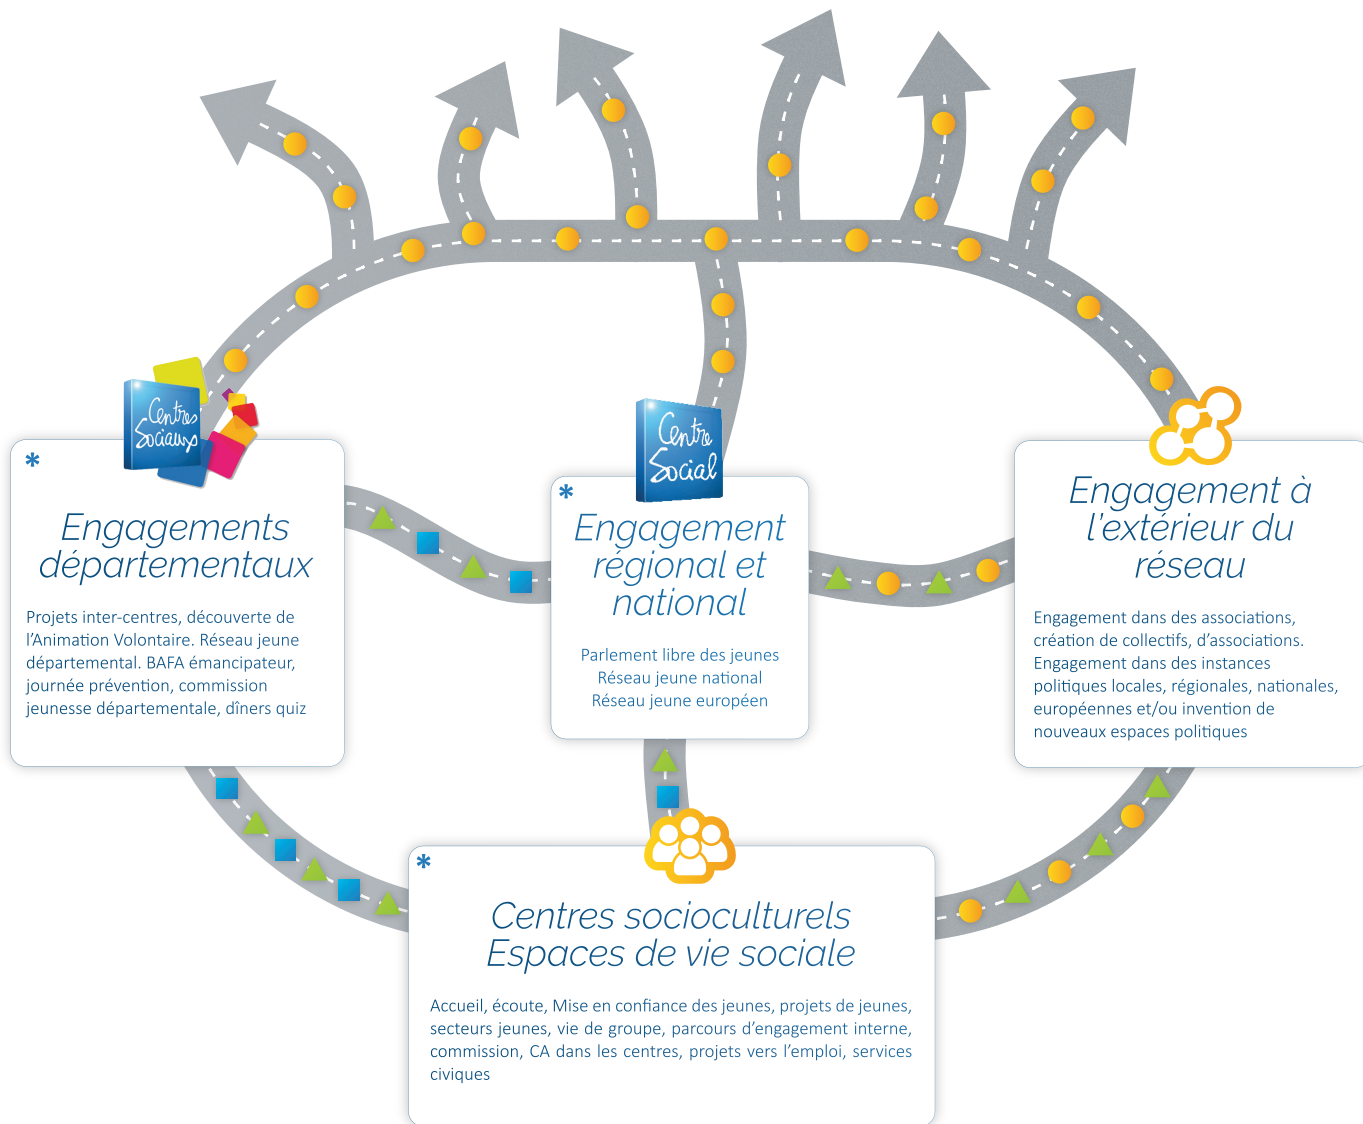 Centres
Sociaux
*
Engagements
départementaux
Projets inter-centres, découverte de
l'Animation Volontaire. Réseau jeune
départemental. BAFA émancipateur,
journée prévention, commission
jeunesse départementale, dîners quiz
Centre
Social
*
Engagement
régional et
national
Parlement libre des jeunes
Réseau jeune national
Réseau jeune européen
Engagement à
l'extérieur du
réseau
Engagement dans des associations,
création de collectifs, d'associations.
Engagement dans des instances
politiques locales, régionales, nationales,
européennes et/ou invention de
nouveaux espaces politiques
*
Centres socioculturels
Espaces de vie sociale
Accueil, écoute, Mise en confiance des jeunes, projets de jeunes,
secteurs jeunes, vie de groupe, parcours d'engagement interne,
commission, CA dans les centres, projets vers l'emploi, services
civiques